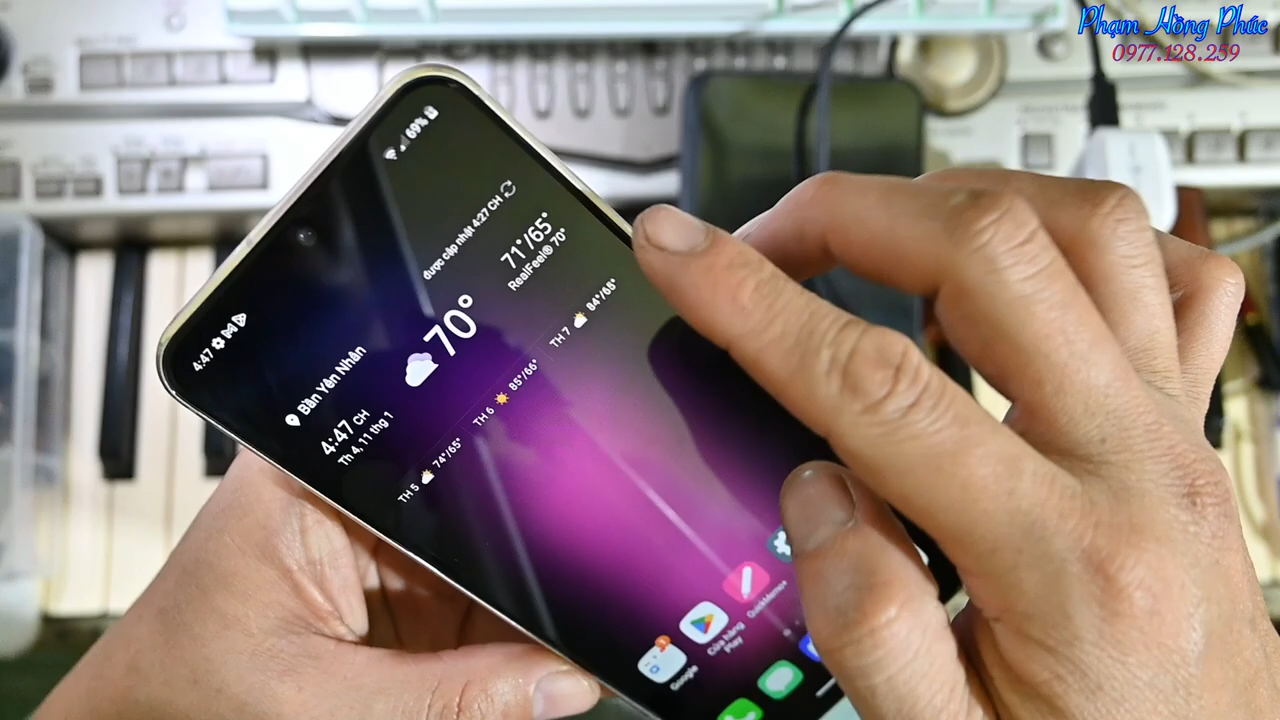 Phạm Hồng Phúc
0977.128.259
4:47
69%
Bần Yên Nhân
4:47 CH
Th 4, 11 thg 1
70°
được cập nhật 4:27 CH
71°/65°
RealFeel® 70°
TH 5 74°/65°
TH 6 85°/66°
TH 7 84°/68°
Google
Cửa hàng Play
QuickMemo+